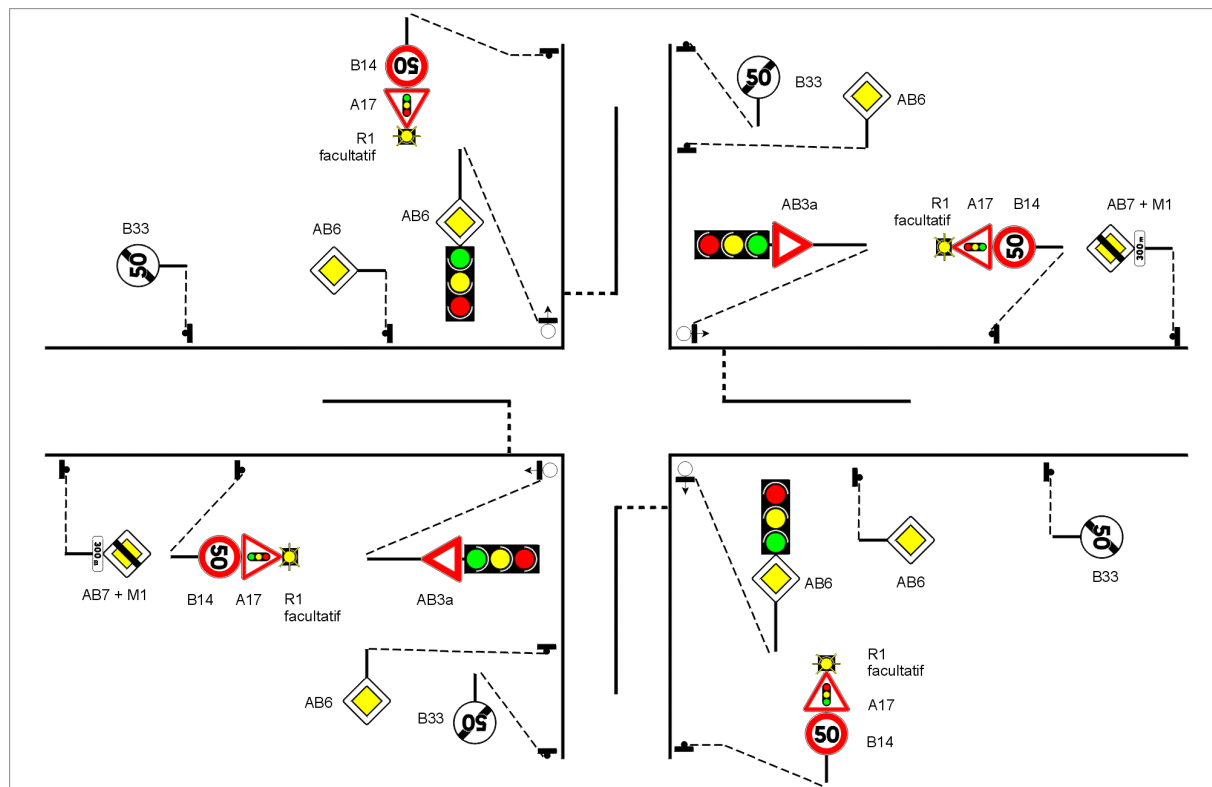 B14
50
A17
R1
facultatif
AB6
B33
50
AB6
50
B33
AB6
AB3a
R1
facultatif
A17
B14
50
AB7 + M1
300 m
300 m
AB7 + M1
50
B14
A17
R1
facultatif
AB3a
AB6
B33
50
AB6
AB6
50
B33
R1
facultatif
A17
50
B14